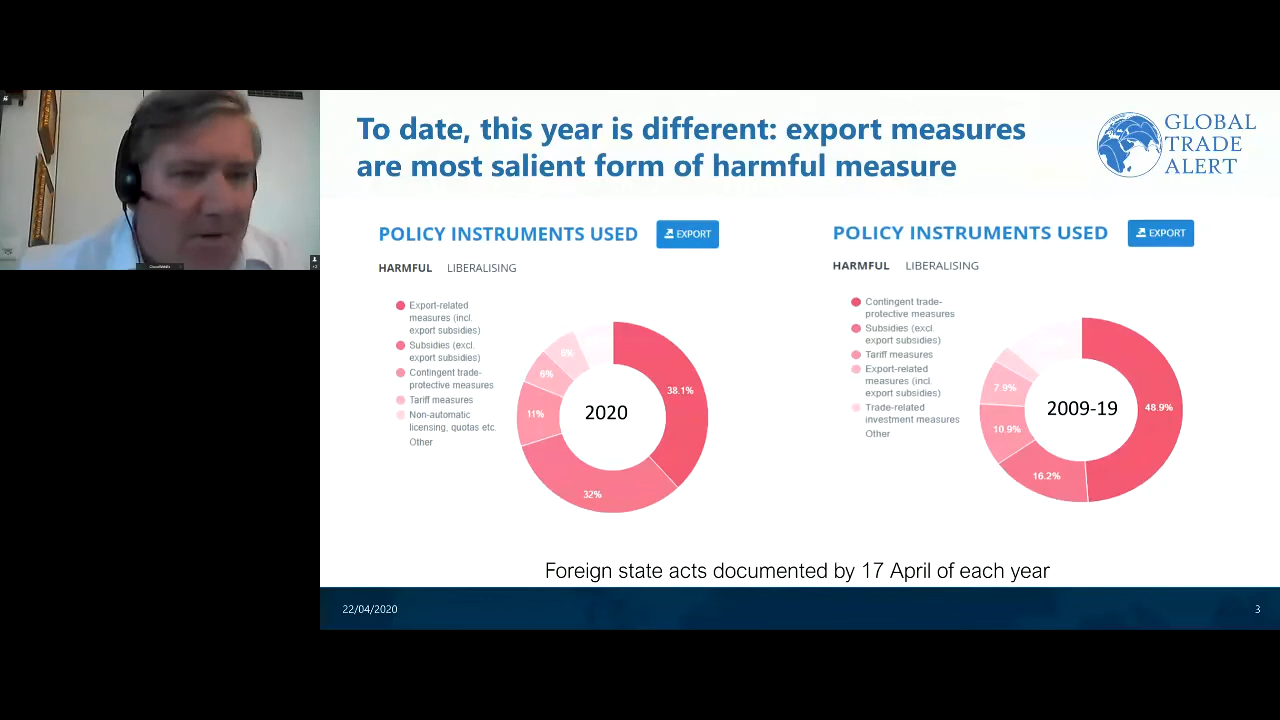 To date, this year is different: export measures
are most salient form of harmful measure
GLOBAL
TRADE
ALERT
POLICY INSTRUMENTS USED
EXPORT
HARMFUL LIBERALISING
Export-related
measures (incl.
export subsidies)
Subsidies (excl.
export subsidies)
Contingent trade-
protective measures
Tariff measures
Non-automatic
licensing, quotas etc.
Other
38.1%
32%
11%
6%
6%
2020
POLICY INSTRUMENTS USED
EXPORT
HARMFUL LIBERALISING
Contingent trade-
protective measures
Subsidies (excl.
export subsidies)
Tariff measures
Export-related
measures (incl.
export subsidies)
Trade-related
investment measures
Other
48.9%
16.2%
10.9%
7.9%
2009-19
Foreign state acts documented by 17 April of each year
22/04/2020
3